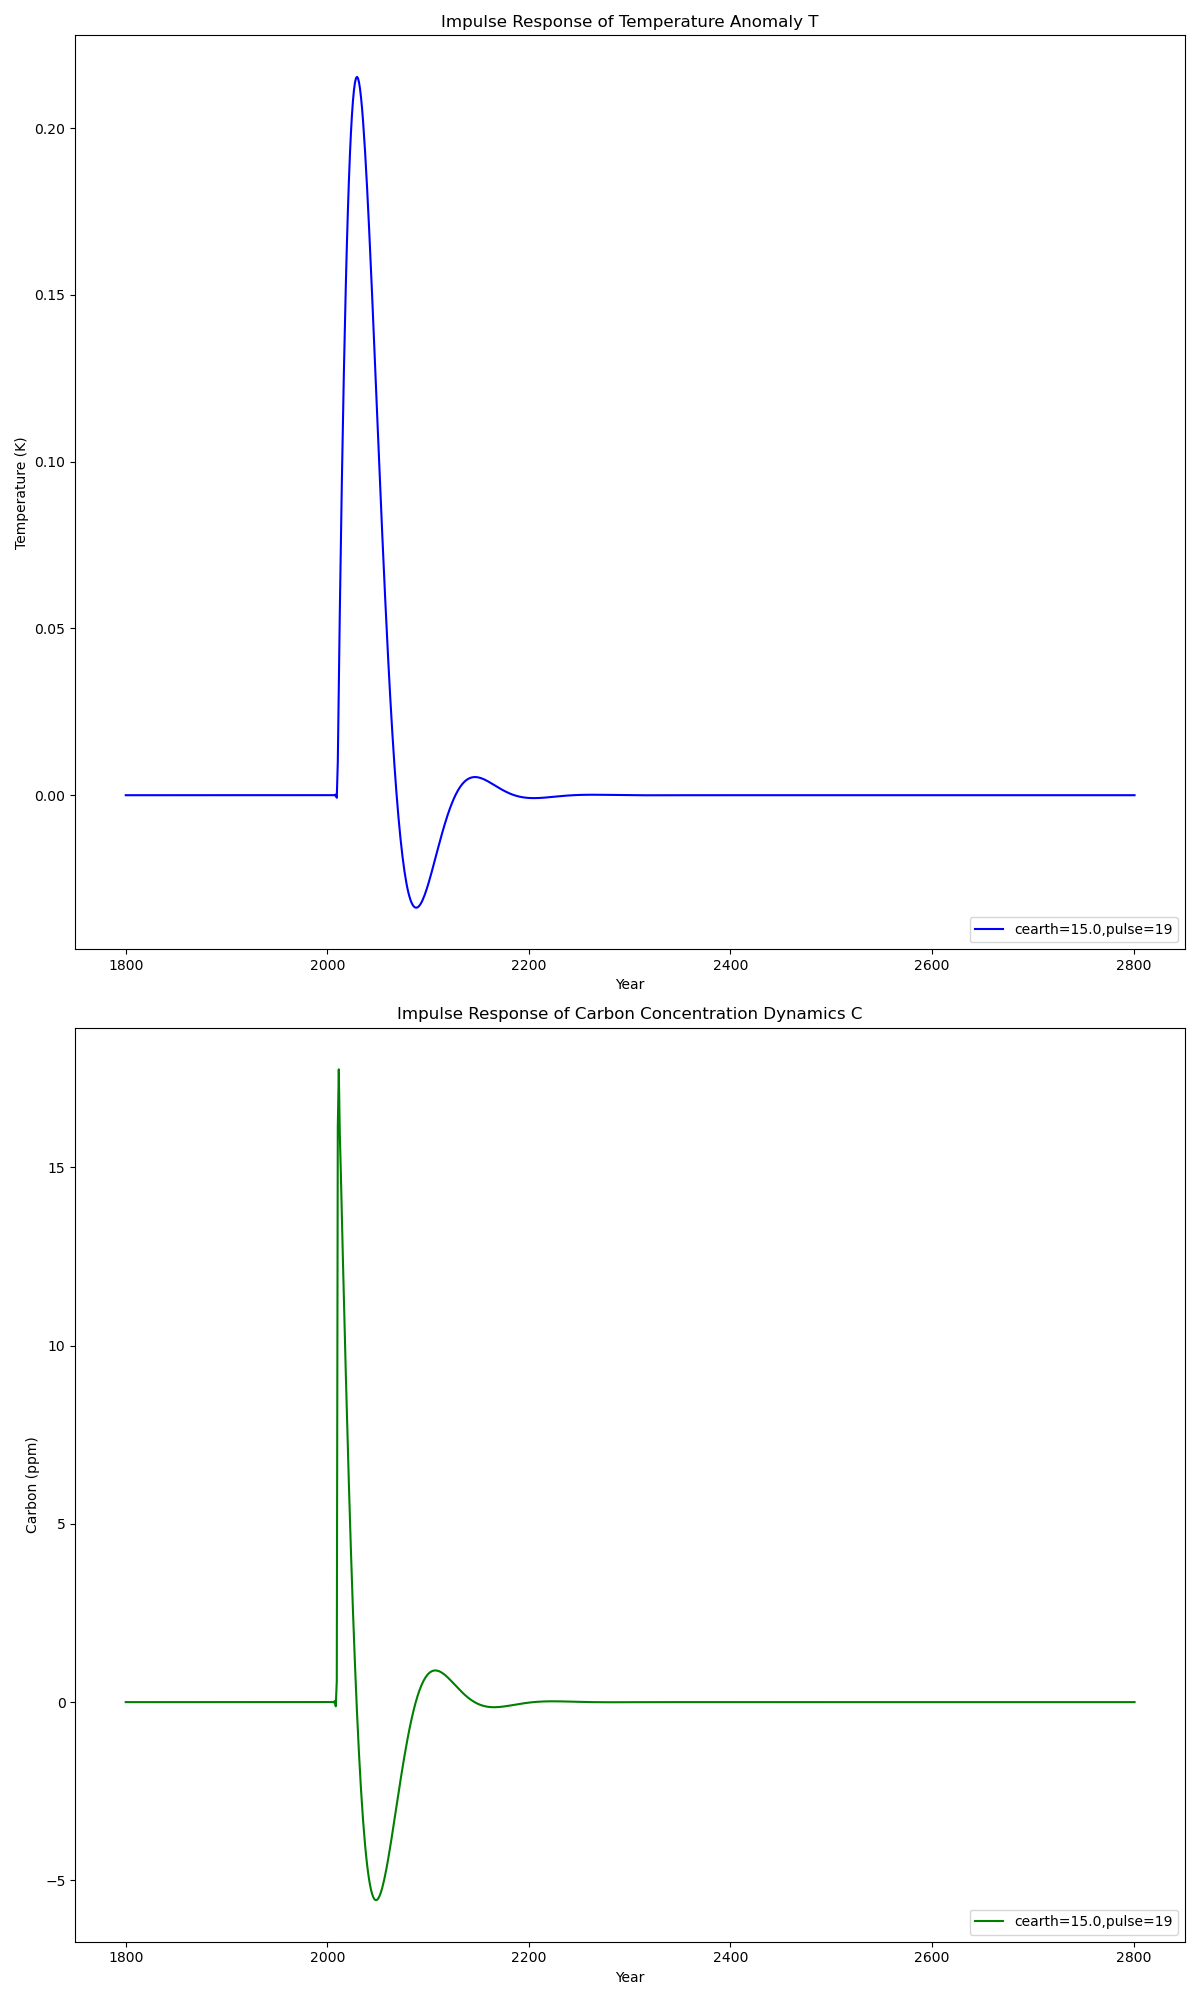 Impulse Response of Temperature Anomaly T
Temperature (K)
0.20
0.15
0.10
0.05
0.00
cearth=15.0,pulse=19
1800 2000 2200 2400 2600 2800
Year
Impulse Response of Carbon Concentration Dynamics C
Carbon (ppm)
15
10
5
0
−5
cearth=15.0,pulse=19
1800 2000 2200 2400 2600 2800
Year